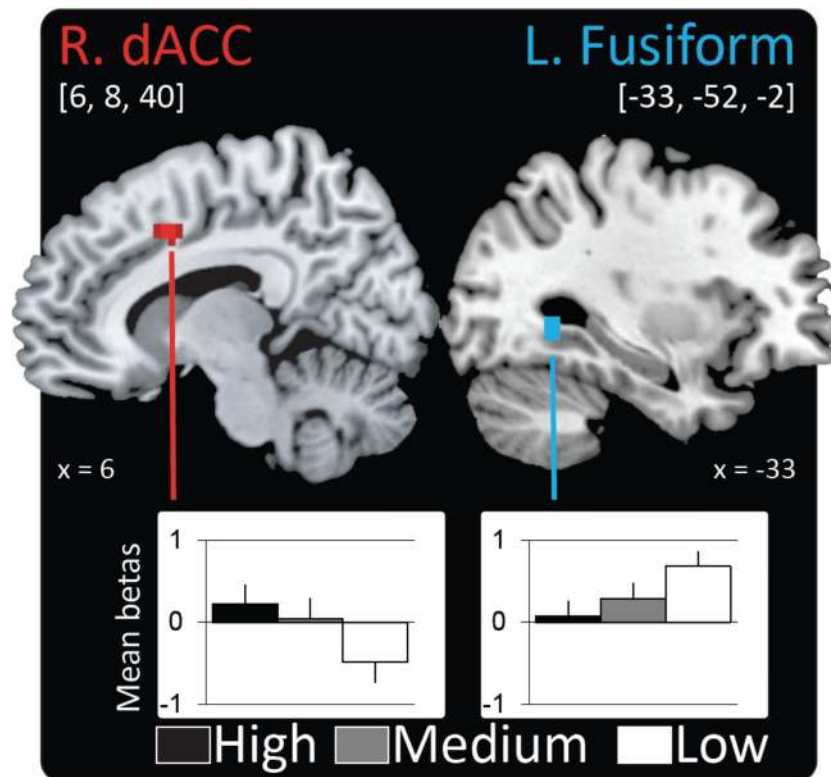 R. dACC
[6, 8, 40]
L. Fusiform
[-33, -52, -2]
x = 6
x = -33
Mean betas
1
0
-1
1
0
-1
High
Medium
Low